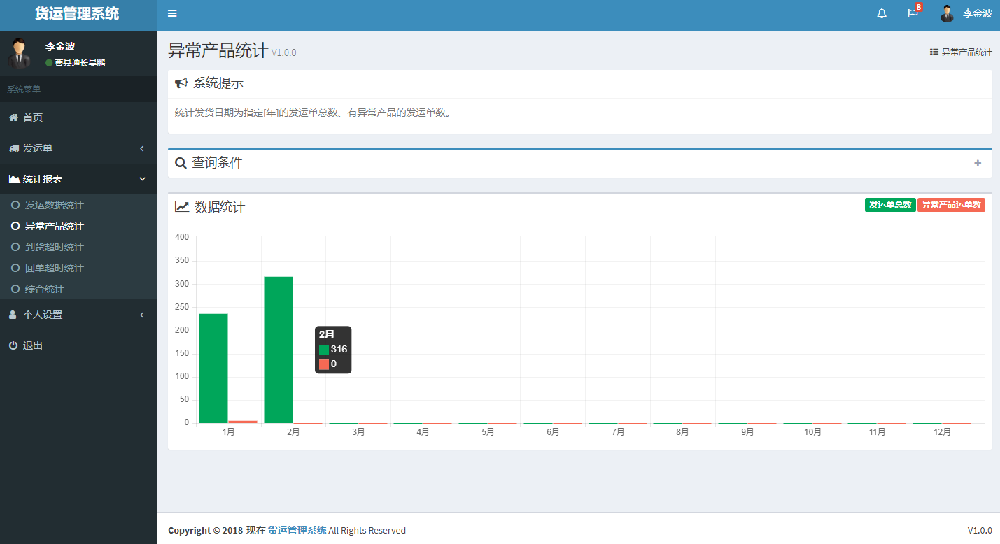 货运管理系统
8
李金波
李金波
曹县通长吴鹏
系统菜单
首页
发运单
统计报表
发运数据统计
异常产品统计
到货超时统计
回单超时统计
综合统计
个人设置
退出
异常产品统计 V1.0.0
异常产品统计
系统提示
统计发货日期为指定[年]的发运单总数、有异常产品的发运单数。
查询条件
数据统计
发运单总数 异常产品运单数
400
350
300
250
200
150
100
50
0
2月
316
0
1月 2月 3月 4月 5月 6月 7月 8月 9月 10月 11月 12月
Copyright © 2018-现在 货运管理系统 All Rights Reserved
V1.0.0